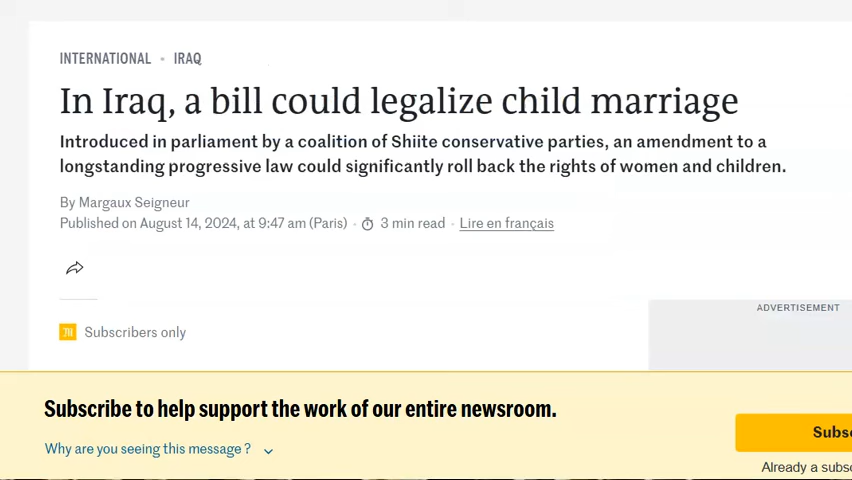 INTERNATIONAL • IRAQ
In Iraq, a bill could legalize child marriage
Introduced in parliament by a coalition of Shiite conservative parties, an amendment to a
longstanding progressive law could significantly roll back the rights of women and children.
By Margaux Seigneur
Published on August 14, 2024, at 9:47 am (Paris) • 3 min read • Lire en français
ADVERTISEMENT
Subscribers only
Subscribe to help support the work of our entire newsroom.
Why are you seeing this message ?
Subsc
Already a subsc